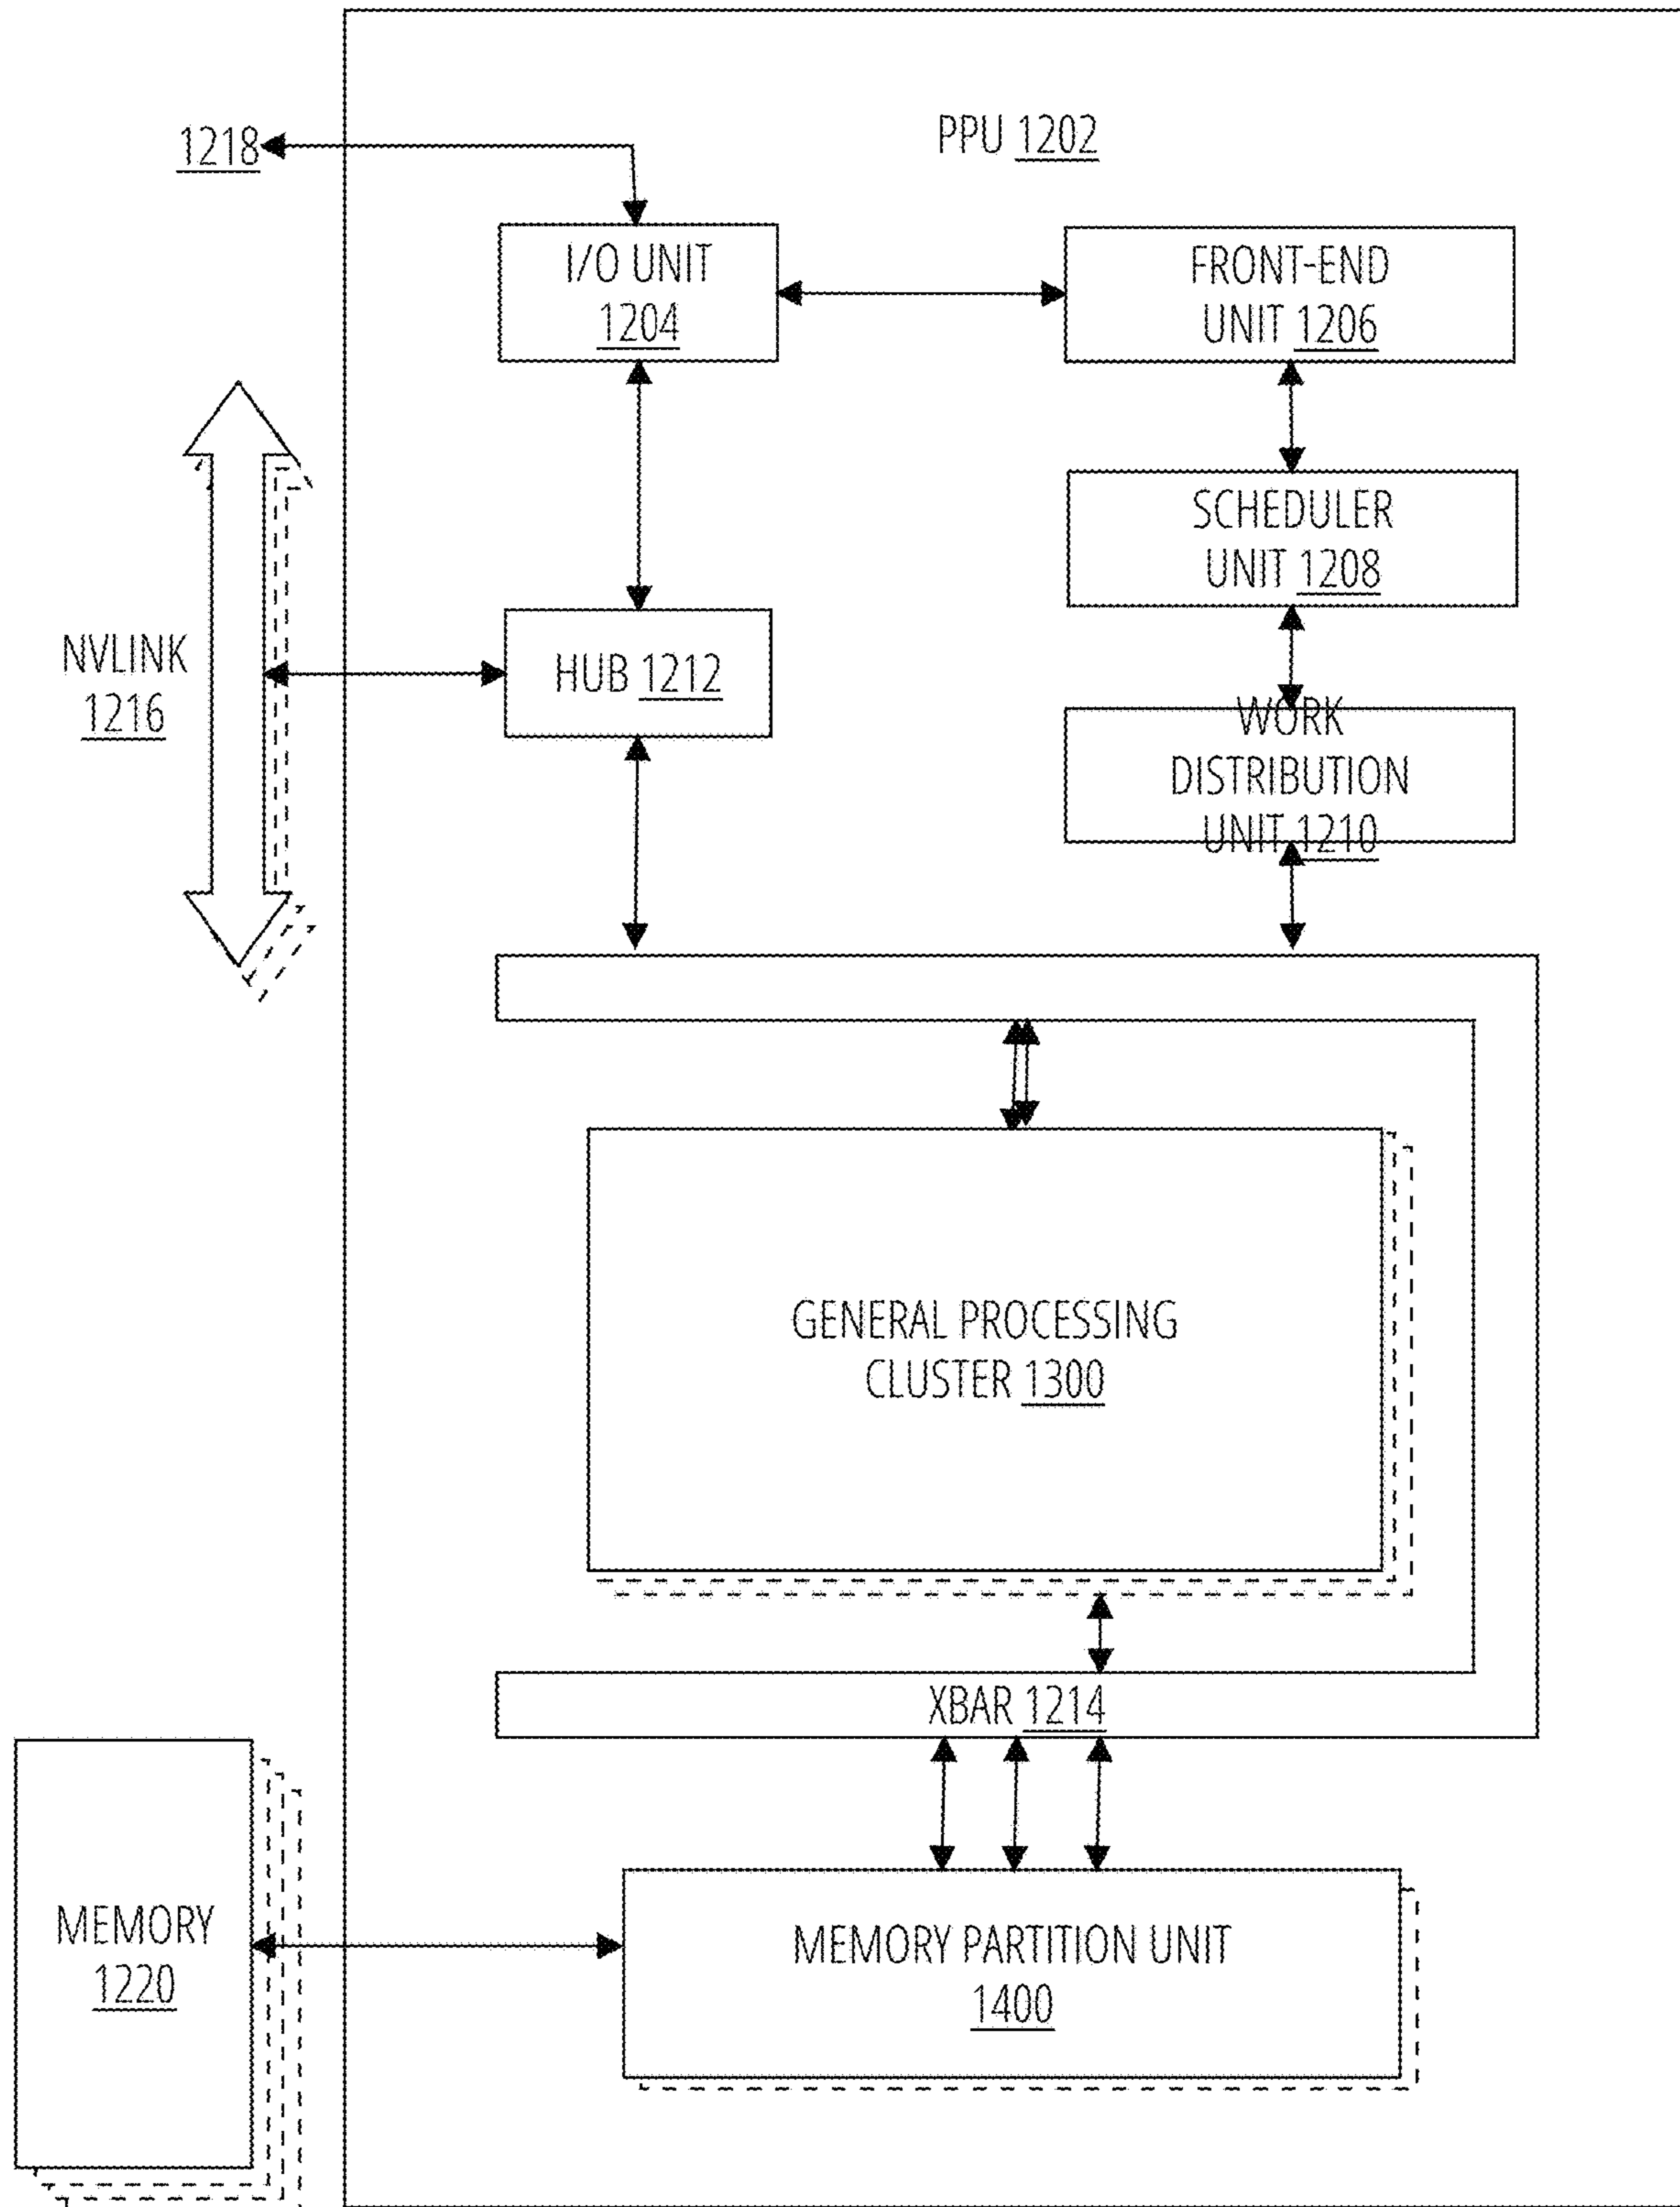 1218
PPU 1202
I/O UNIT
1204
FRONT-END
UNIT 1206
SCHEDULER
UNIT 1208
NVLINK
1216
HUB 1212
WORK
DISTRIBUTION
UNIT 1210
GENERAL PROCESSING
CLUSTER 1300
XBAR 1214
MEMORY
1220
MEMORY PARTITION UNIT
1400